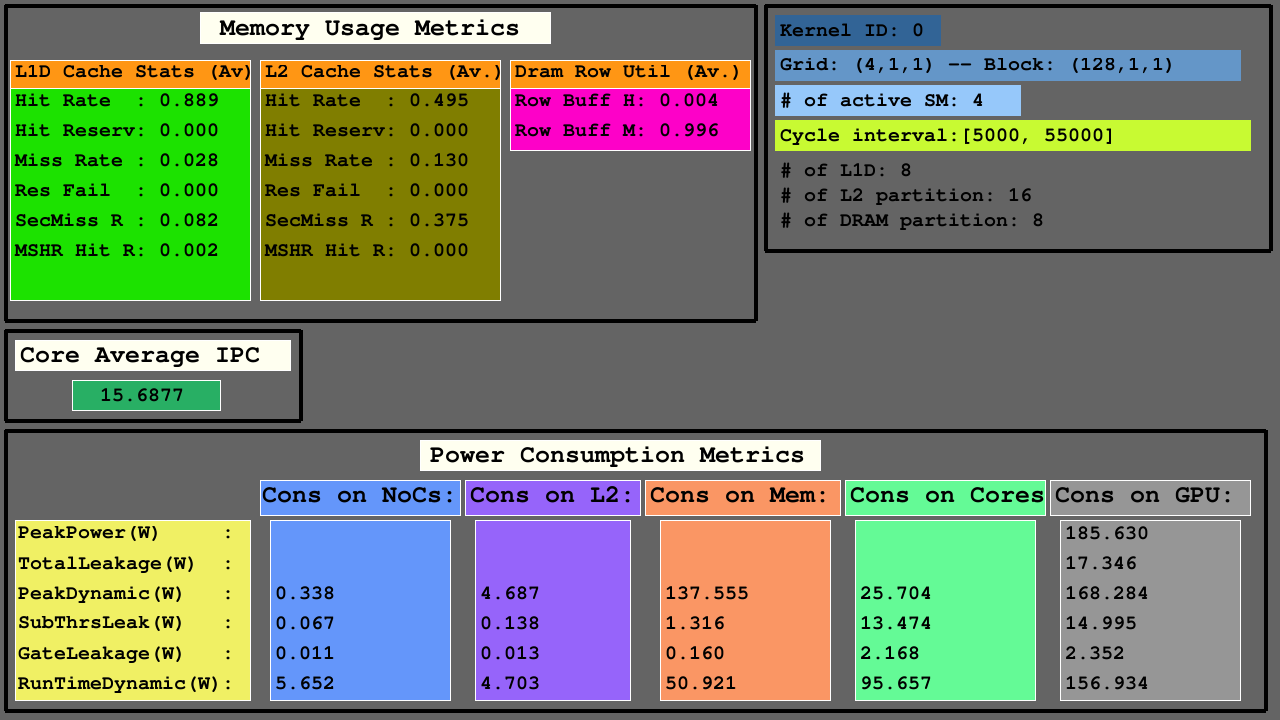 Memory Usage Metrics
L1D Cache Stats (Av)
Hit Rate  : 0.889
Hit Reserv: 0.000
Miss Rate : 0.028
Res Fail  : 0.000
SecMiss R : 0.082
MSHR Hit R: 0.002
L2 Cache Stats (Av.)
Hit Rate  : 0.495
Hit Reserv: 0.000
Miss Rate : 0.130
Res Fail  : 0.000
SecMiss R : 0.375
MSHR Hit R: 0.000
Dram Row Util (Av.)
Row Buff H: 0.004
Row Buff M: 0.996
Kernel ID: 0
Grid: (4,1,1) -- Block: (128,1,1)
# of active SM: 4
Cycle interval:[5000, 55000]
# of L1D: 8
# of L2 partition: 16
# of DRAM partition: 8
Core Average IPC
15.6877
Power Consumption Metrics
Cons on NoCs: Cons on L2: Cons on Mem: Cons on Cores Cons on GPU:
PeakPower(W)     : 185.630
TotalLeakage(W)  : 17.346
PeakDynamic(W)   : 0.338 4.687 137.555 25.704 168.284
SubThrsLeak(W)   : 0.067 0.138 1.316 13.474 14.995
GateLeakage(W)   : 0.011 0.013 0.160 2.168 2.352
RunTimeDynamic(W): 5.652 4.703 50.921 95.657 156.934